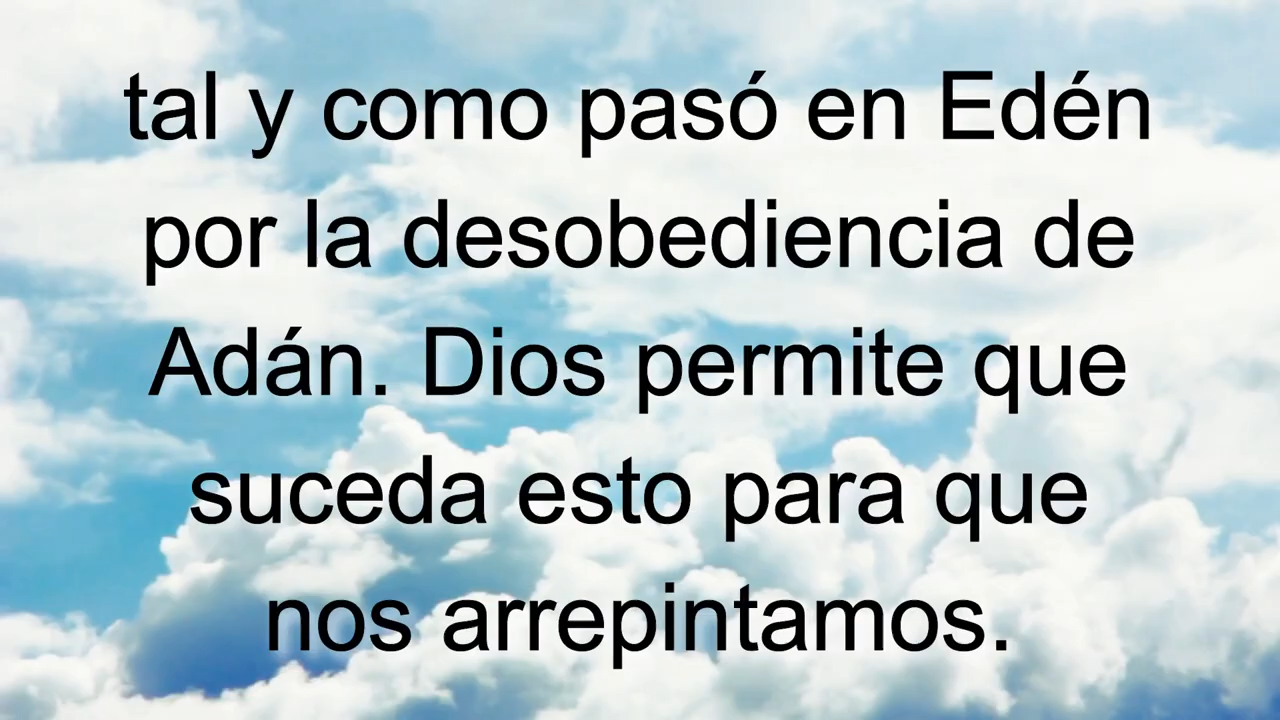 tal y como pasó en Edén
por la desobediencia de
Adán. Dios permite que
suceda esto para que
nos arrepintamos.